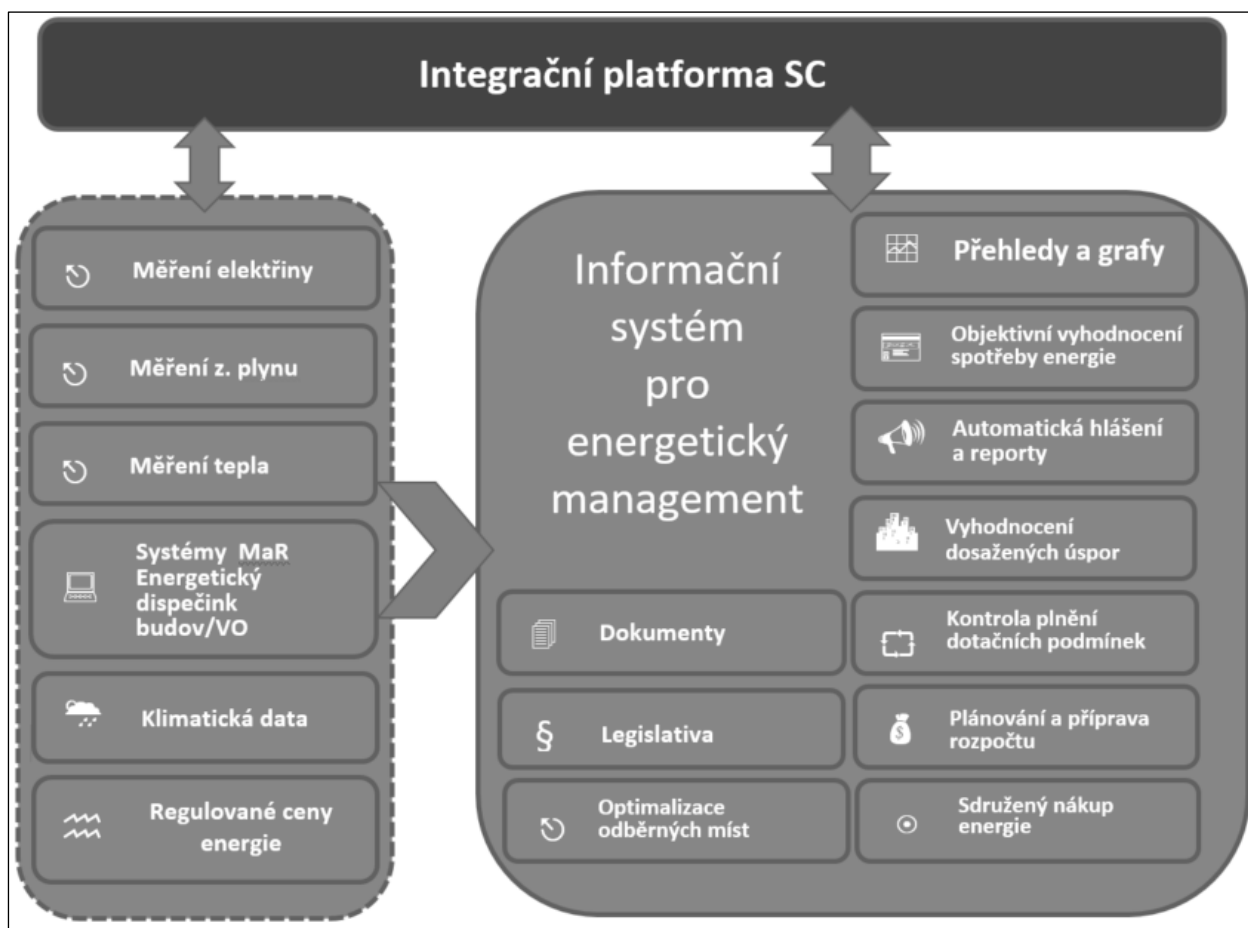 Integrační platforma SC
Měření elektřiny
Měření z. plynu
Měření tepla
Systémy MaR
Energetický
dispečink
budov/VO
Klimatická data
Regulované ceny
energie
Informační
systém
pro
energetický
management
Dokumenty
§ Legislativa
Optimalizace
odběrných míst
Přehledy a grafy
Objektivní vyhodnocení
spotřeby energie
Automatická hlášení
a reporty
Vyhodnocení
dosažených úspor
Kontrola plnění
dotačních podmínek
$
Plánování a příprava
rozpočtu
Sdružený nákup
energie